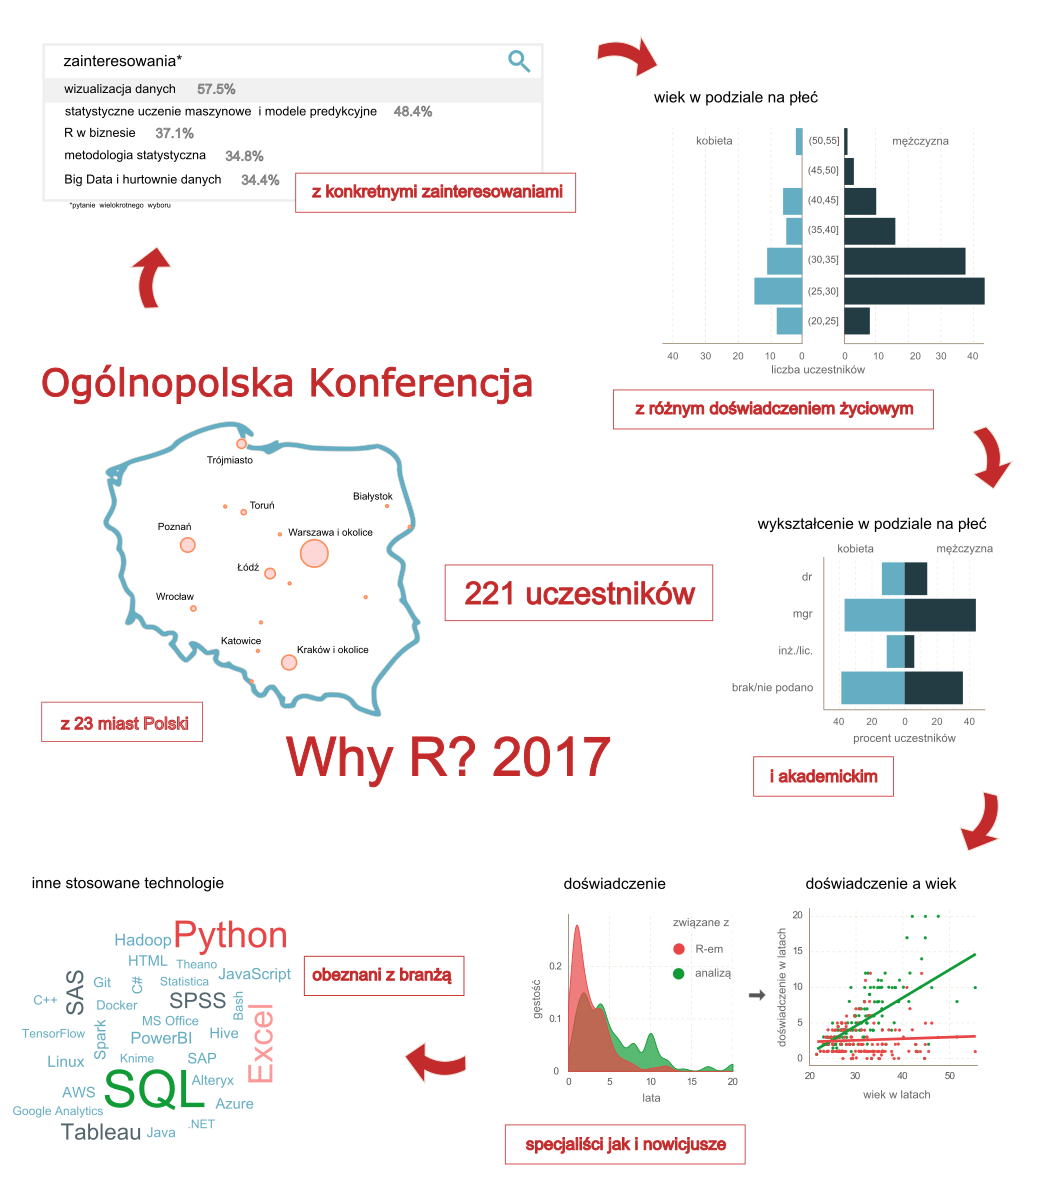 zainteresowania*
wizualizacja danych 57.5%
statystyczne uczenie maszynowe i modele predykcyjne 48.4%
R w biznesie 37.1%
metodologia statystyczna 34.8%
Big Data i hurtownie danych 34.4%
z konkretnymi zainteresowaniami
*pytanie wielokrotnego wyboru
wiek w podziale na płeć
kobieta (50,55] mężczyzna
(45,50]
(40,45]
(35,40]
(30,35]
(25,30]
(20,25]
40 30 20 10 0 0 10 20 30 40
liczba uczestników
z różnym doświadczeniem życiowym
Ogólnopolska Konferencja
Trójmiasto
Białystok
Toruń
Poznań
Warszawa i okolice
Łódź
Wrocław
Katowice
Kraków i okolice
221 uczestników
z 23 miast Polski
Why R? 2017
wykształcenie w podziale na płeć
kobieta mężczyzna
dr
mgr
inż./lic.
brak/nie podano
40 20 0 20 40
procent uczestników
i akademickim
doświadczenie a wiek
doświadczenie w latach
20
15
10
5
0
20 30 40 50
wiek w latach
doświadczenie
związane z
R-em
analizą
gęstość
0.2
0.1
0
0 5 10 15 20
lata
specjaliści jak i nowicjusze
obeznani z branżą
inne stosowane technologie
Hadoop Python
HTML Theano
SAS Git C# Statistica JavaScript
C++ Docker SPSS Bash Excel
TensorFlow Spark MS Office
PowerBI Hive
Linux Knime SAP
AWS SQL Alteryx
Google Analytics Azure
Tableau Java .NET